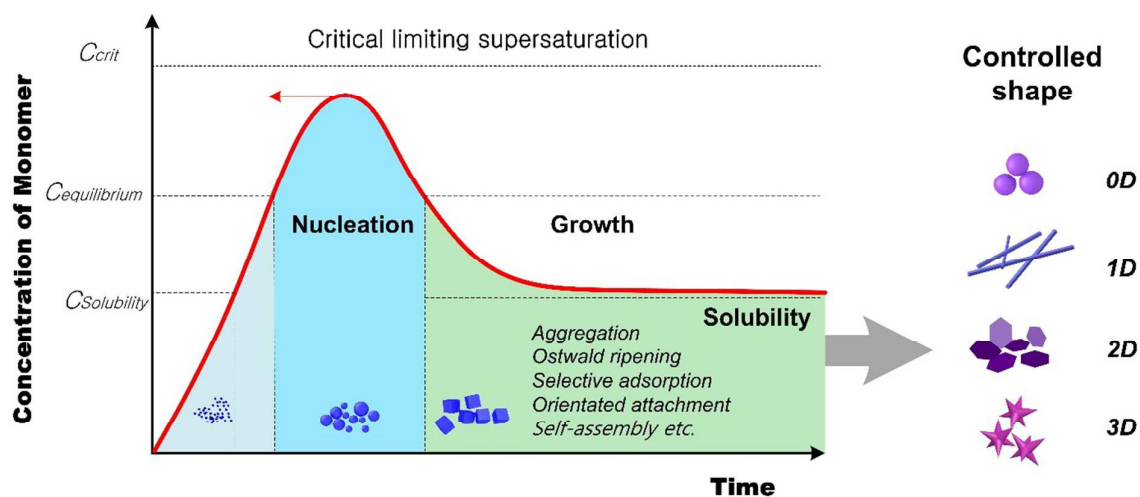 Critical limiting supersaturation
Ccrit
Concentration of Monomer
Cequilibrium
Nucleation
Growth
CSolubility
Solubility
Aggregation
Ostwald ripening
Selective adsorption
Orientated attachment
Self-assembly etc.
Time
Controlled
shape
0D
1D
2D
3D